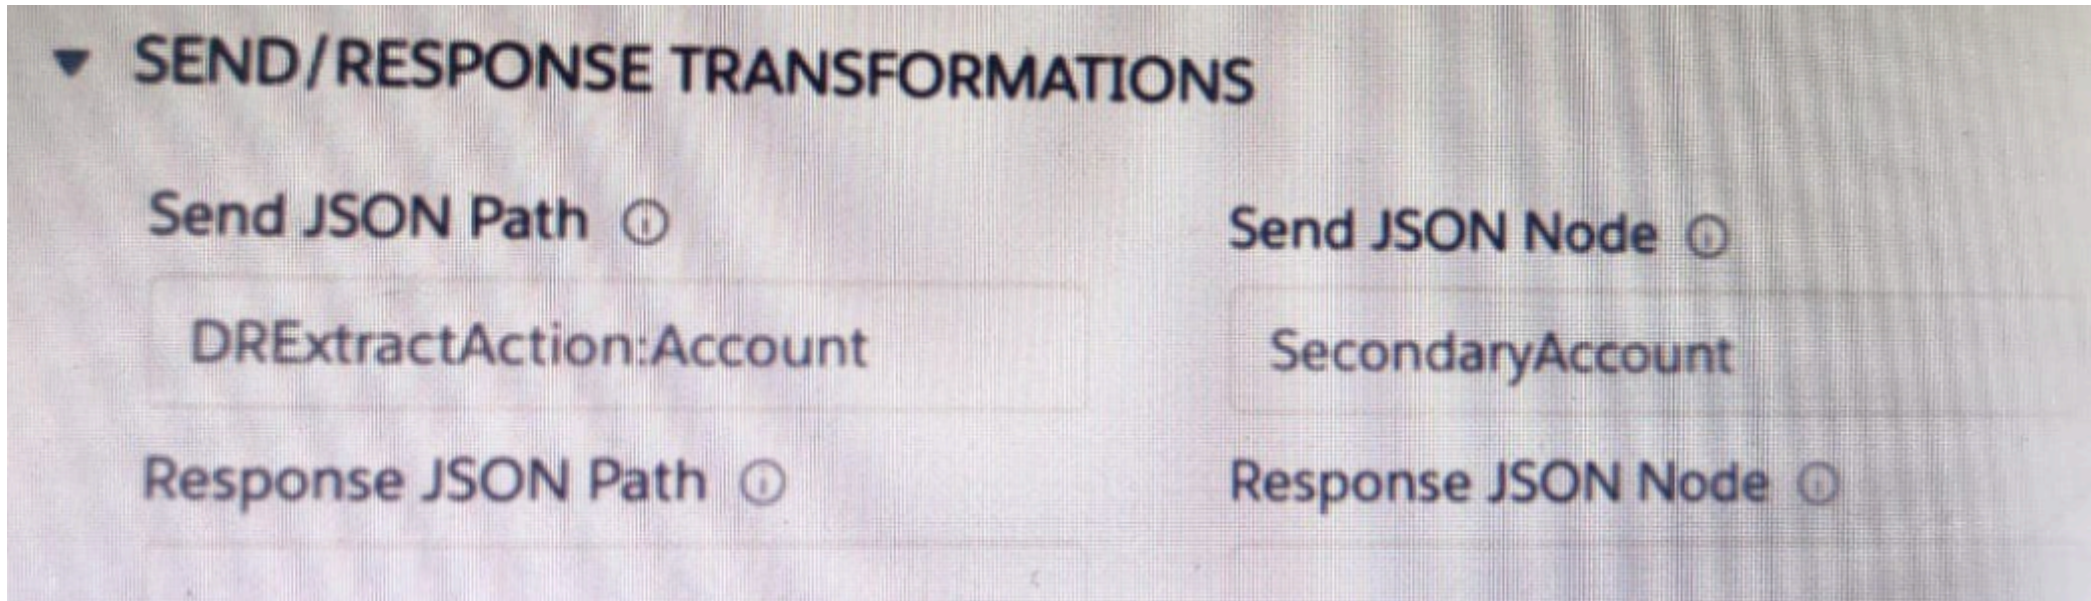 SEND/RESPONSE TRANSFORMATIONS
Send JSON Path
Send JSON Node
DRExtractAction:Account
SecondaryAccount
Response JSON Path
Response JSON Node